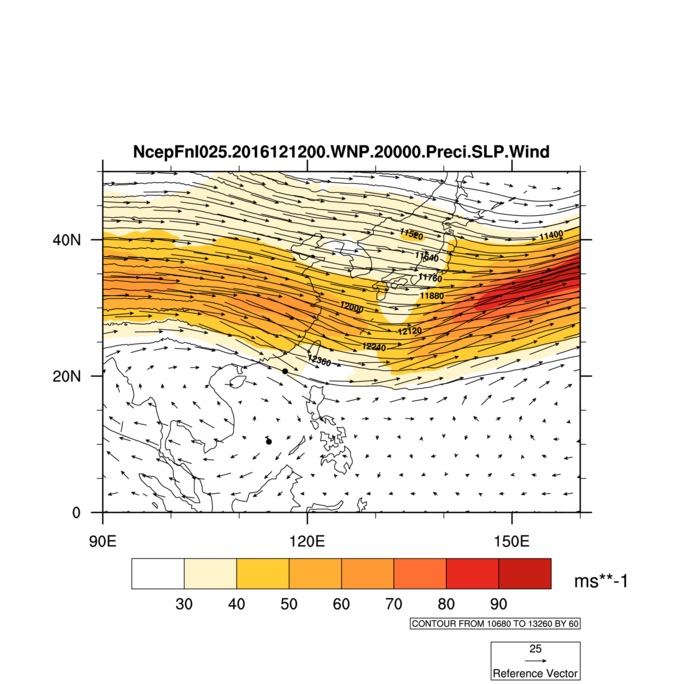 NcepFnl025.2016121200.WNP.20000.Preci.SLP.Wind
40N
20N
0
11520
11400
11640
11760
11880
12000
12120
12240
12360
90E 120E 150E
ms**-1
30 40 50 60 70 80 90
CONTOUR FROM 10680 TO 13260 BY 60
25
Reference Vector